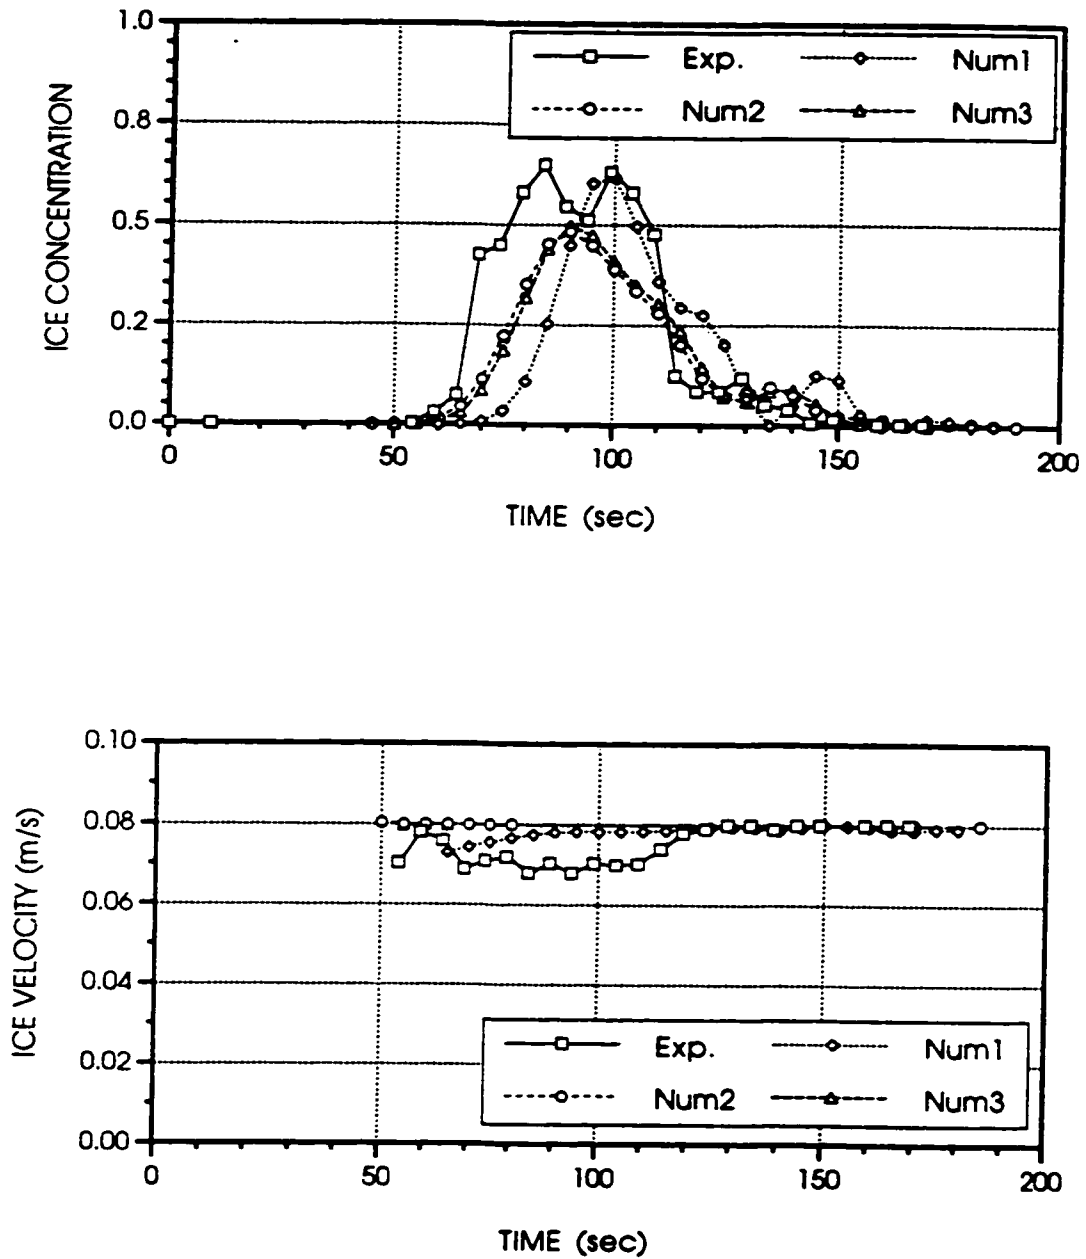 1.0
0.8
0.5
0.2
0.0
ICE CONCENTRATION
Exp. Num1
Num2 Num3
0 50 100 150 200
TIME (sec)
0.10
0.08
0.06
0.04
0.02
0.00
ICE VELOCITY (m/s)
Exp. Num1
Num2 Num3
0 50 100 150 200
TIME (sec)